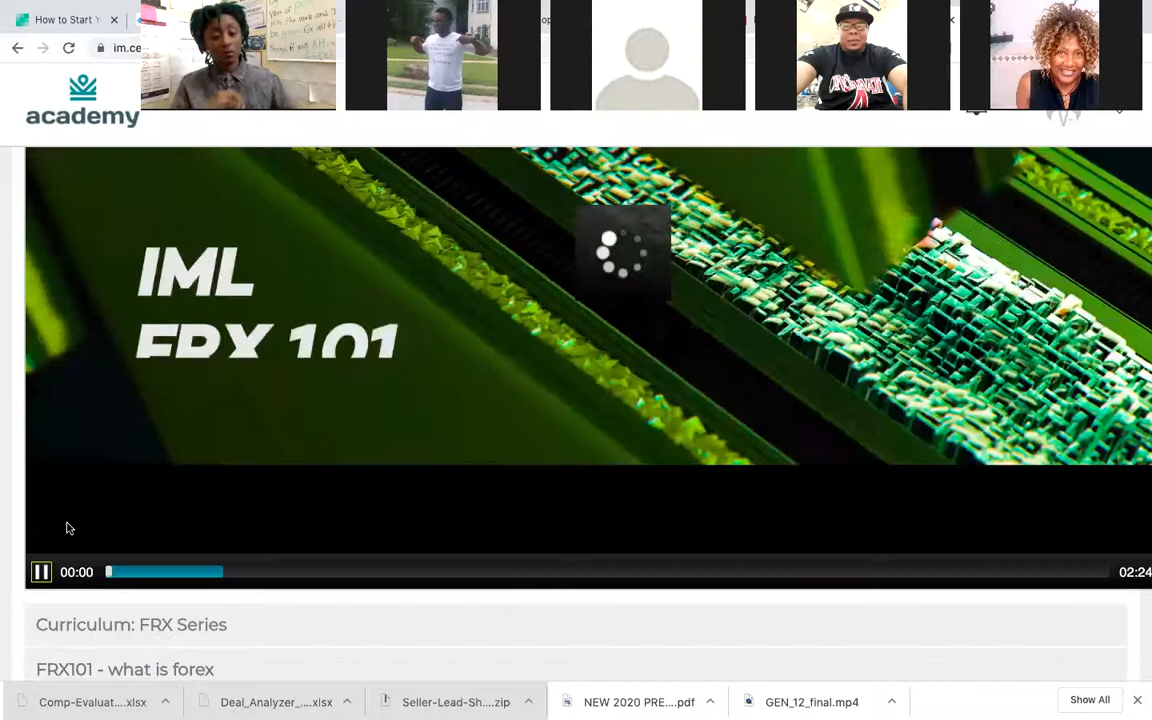 How to Start Y
im.ce
academy
CINCINNATI
IML
FRX 101
00:00
02:24
Curriculum: FRX Series
FRX101 - what is forex
Comp-Evaluat....xlsx
Deal_Analyzer_....xlsx
Seller-Lead-Sh....zip
NEW 2020 PRE....pdf
GEN_12_final.mp4
Show All